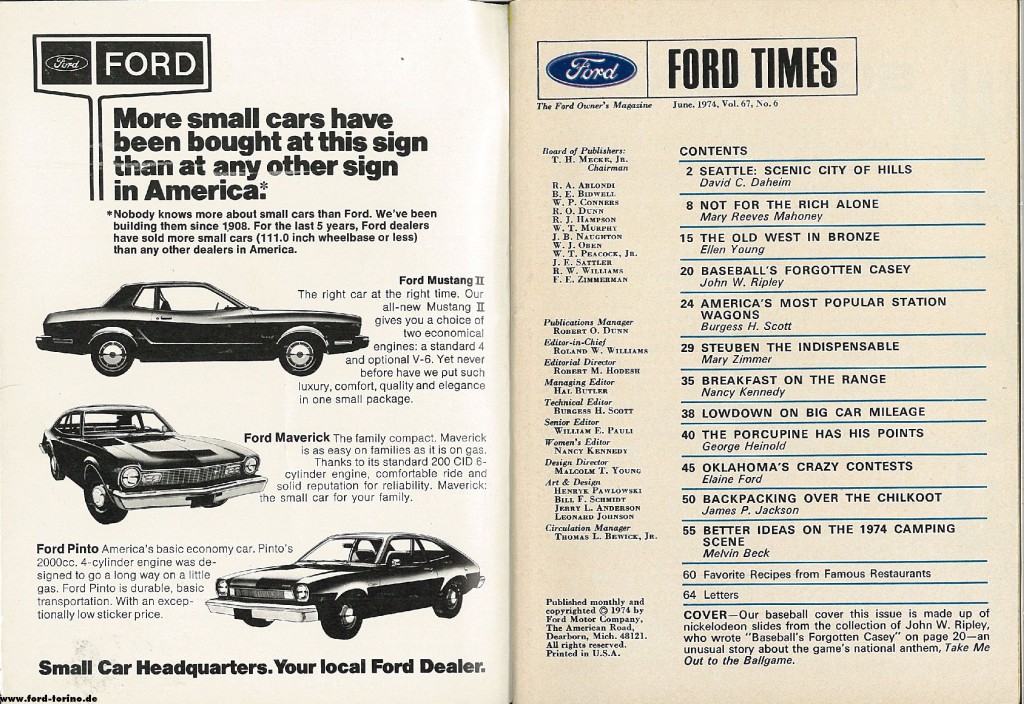 Ford FORD
More small cars have
been bought at this sign
than at any other sign
in America.*
*Nobody knows more about small cars than Ford. We've been
building them since 1908. For the last 5 years, Ford dealers
have sold more small cars (111.0 inch wheelbase or less)
than any other dealers in America.
Ford Mustang II
The right car at the right time. Our
all-new Mustang II
gives you a choice of
two economical
engines: a standard 4
and optional V-6. Yet never
before have we put such
luxury, comfort, quality and elegance
in one small package.
Ford Maverick The family compact. Maverick
is as easy on families as it is on gas.
Thanks to its standard 200 CID 6-
cylinder engine, comfortable ride and
solid reputation for reliability. Maverick:
the small car for your family.
Ford Pinto America's basic economy car. Pinto's
2000cc. 4-cylinder engine was de-
signed to go a long way on a little
gas. Ford Pinto is durable, basic
transportation. With an excep-
tionally low sticker price.
Small Car Headquarters. Your local Ford Dealer.
www.ford-torino.de
Ford FORD TIMES
The Ford Owner's Magazine June, 1974, Vol. 67, No. 6
Board of Publishers:
T. H. MECKE, JR.
Chairman
R. A. ABLONDI
B. E. BIDWELL
W. P. CONNERS
R. O. DUNN
R. J. HAMPSON
W. T. MURPHY
J. B. NAUGHTON
W. J. OBEN
W. T. PEACOCK, JR.
J. E. SATTLER
R. W. WILLIAMS
F. E. ZIMMERMAN
Publications Manager
ROBERT O. DUNN
Editor-in-Chief
ROLAND W. WILLIAMS
Editorial Director
ROBERT M. HODESH
Managing Editor
HAL BUTLER
Technical Editor
BURGESS H. SCOTT
Senior Editor
WILLIAM E. PAULI
Women's Editor
NANCY KENNEDY
Design Director
MALCOLM T. YOUNG
Art & Design
HENRYK PAWLOWSKI
BILL F. SCHMIDT
JERRY L. ANDERSON
LEONARD JOHNSON
Circulation Manager
THOMAS L. BEWICK, JR.
Published monthly and
copyrighted © 1974 by
Ford Motor Company,
The American Road,
Dearborn, Mich. 48121.
All rights reserved.
Printed in U.S.A.
CONTENTS
2 SEATTLE: SCENIC CITY OF HILLS
David C. Daheim
8 NOT FOR THE RICH ALONE
Mary Reeves Mahoney
15 THE OLD WEST IN BRONZE
Ellen Young
20 BASEBALL'S FORGOTTEN CASEY
John W. Ripley
24 AMERICA'S MOST POPULAR STATION
WAGONS
Burgess H. Scott
29 STEUBEN THE INDISPENSABLE
Mary Zimmer
35 BREAKFAST ON THE RANGE
Nancy Kennedy
38 LOWDOWN ON BIG CAR MILEAGE
40 THE PORCUPINE HAS HIS POINTS
George Heinold
45 OKLAHOMA'S CRAZY CONTESTS
Elaine Ford
50 BACKPACKING OVER THE CHILKOOT
James P. Jackson
55 BETTER IDEAS ON THE 1974 CAMPING
SCENE
Melvin Beck
60 Favorite Recipes from Famous Restaurants
64 Letters
COVER—Our baseball cover this issue is made up of
nickelodeon slides from the collection of John W. Ripley,
who wrote "Baseball's Forgotten Casey" on page 20—an
unusual story about the game's national anthem, Take Me
Out to the Ballgame.